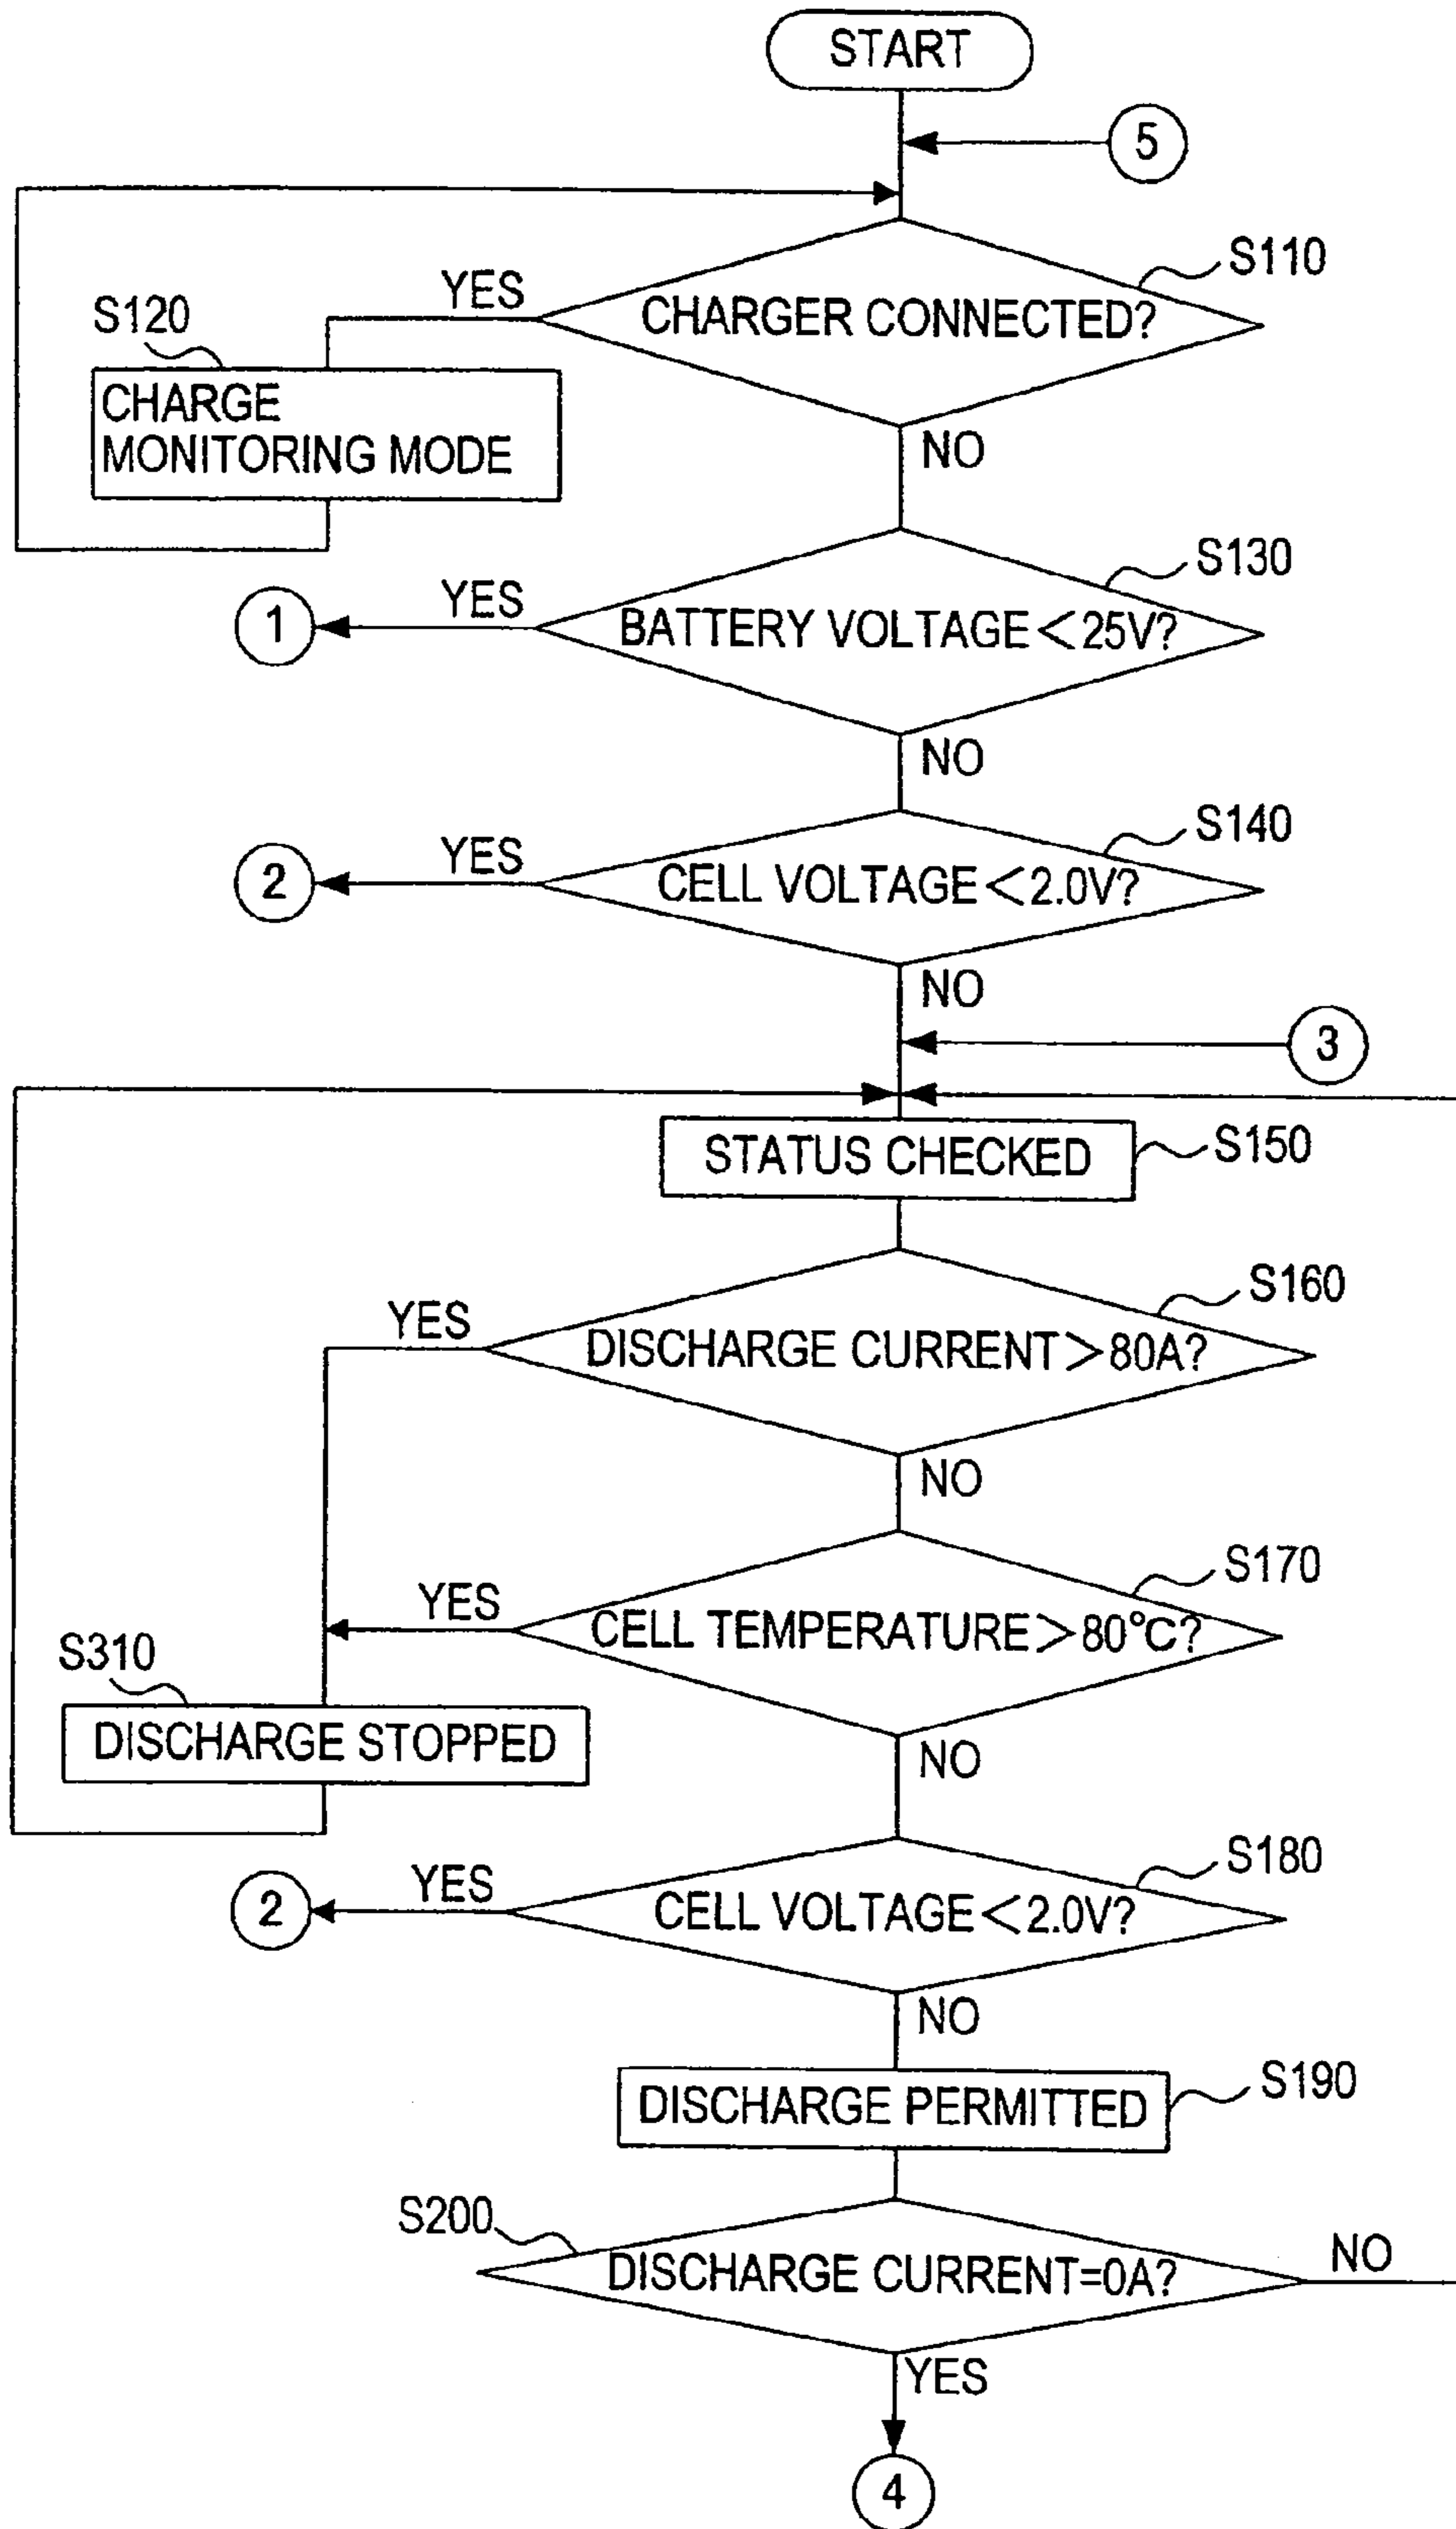 START
5
S110
YES
CHARGER CONNECTED?
S120
CHARGE
MONITORING MODE
NO
S130
1
YES
BATTERY VOLTAGE<25V?
NO
S140
2
YES
CELL VOLTAGE<2.0V?
NO
3
STATUS CHECKED
S150
S160
YES
DISCHARGE CURRENT>80A?
NO
S170
YES
CELL TEMPERATURE>80°C?
S310
DISCHARGE STOPPED
NO
S180
2
YES
CELL VOLTAGE<2.0V?
NO
DISCHARGE PERMITTED
S190
S200
DISCHARGE CURRENT=0A?
NO
YES
4